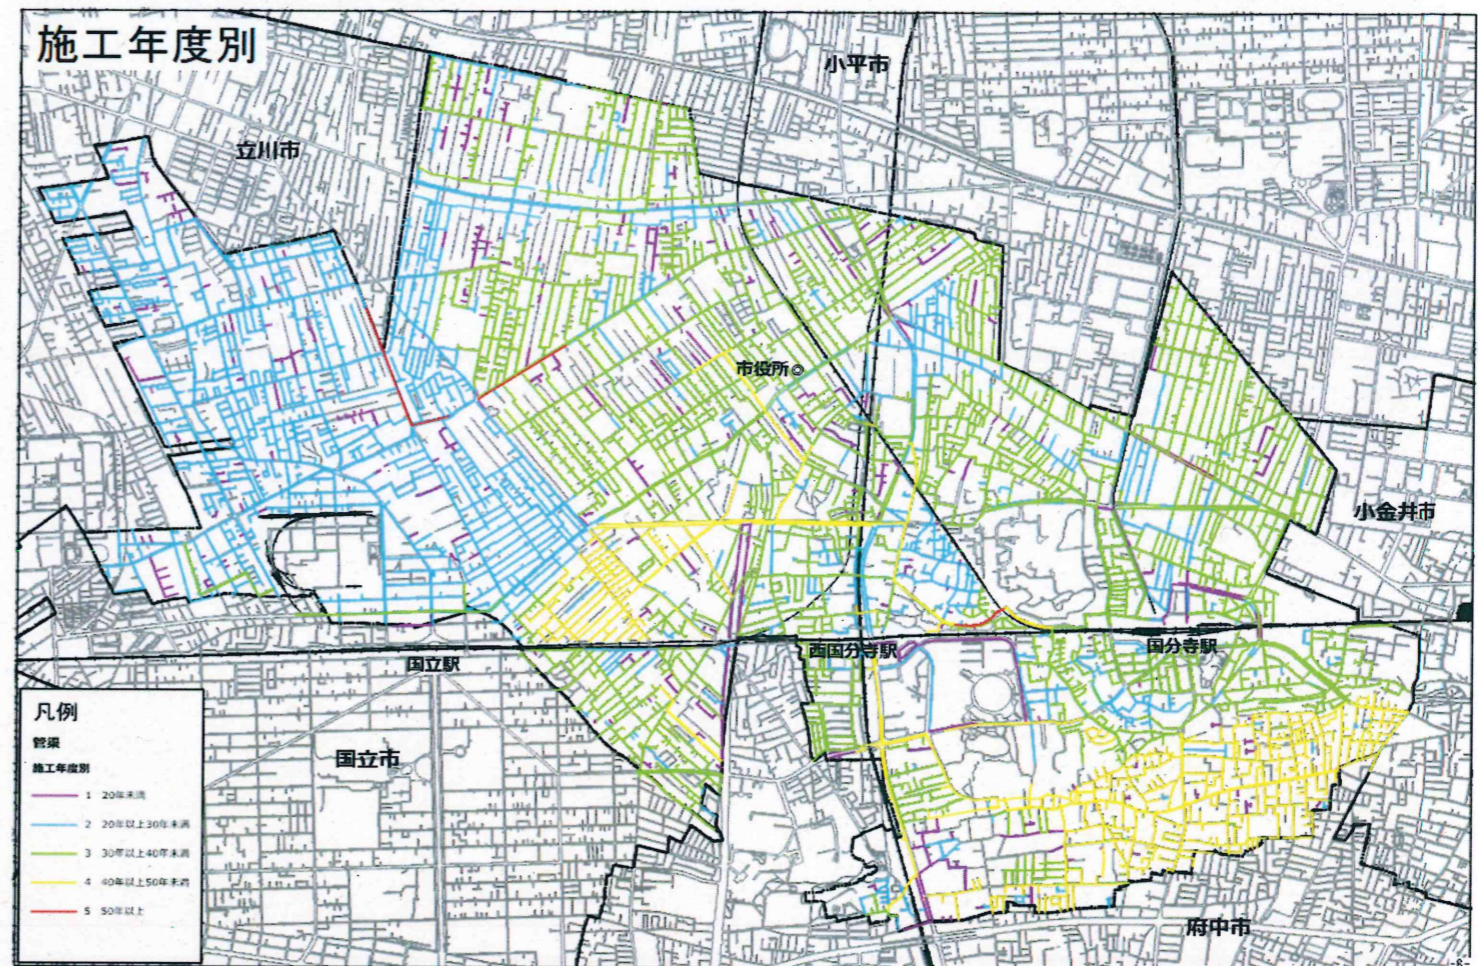 施工年度別
小平市
立川市
市役所◎
小金井市
西国分寺駅
国分寺駅
国立駅
国立市
府中市
凡例
管渠
施工年度別
1 20年未満
2 20年以上30年未満
3 30年以上40年未満
4 40年以上50年未満
5 50年以上
-8-